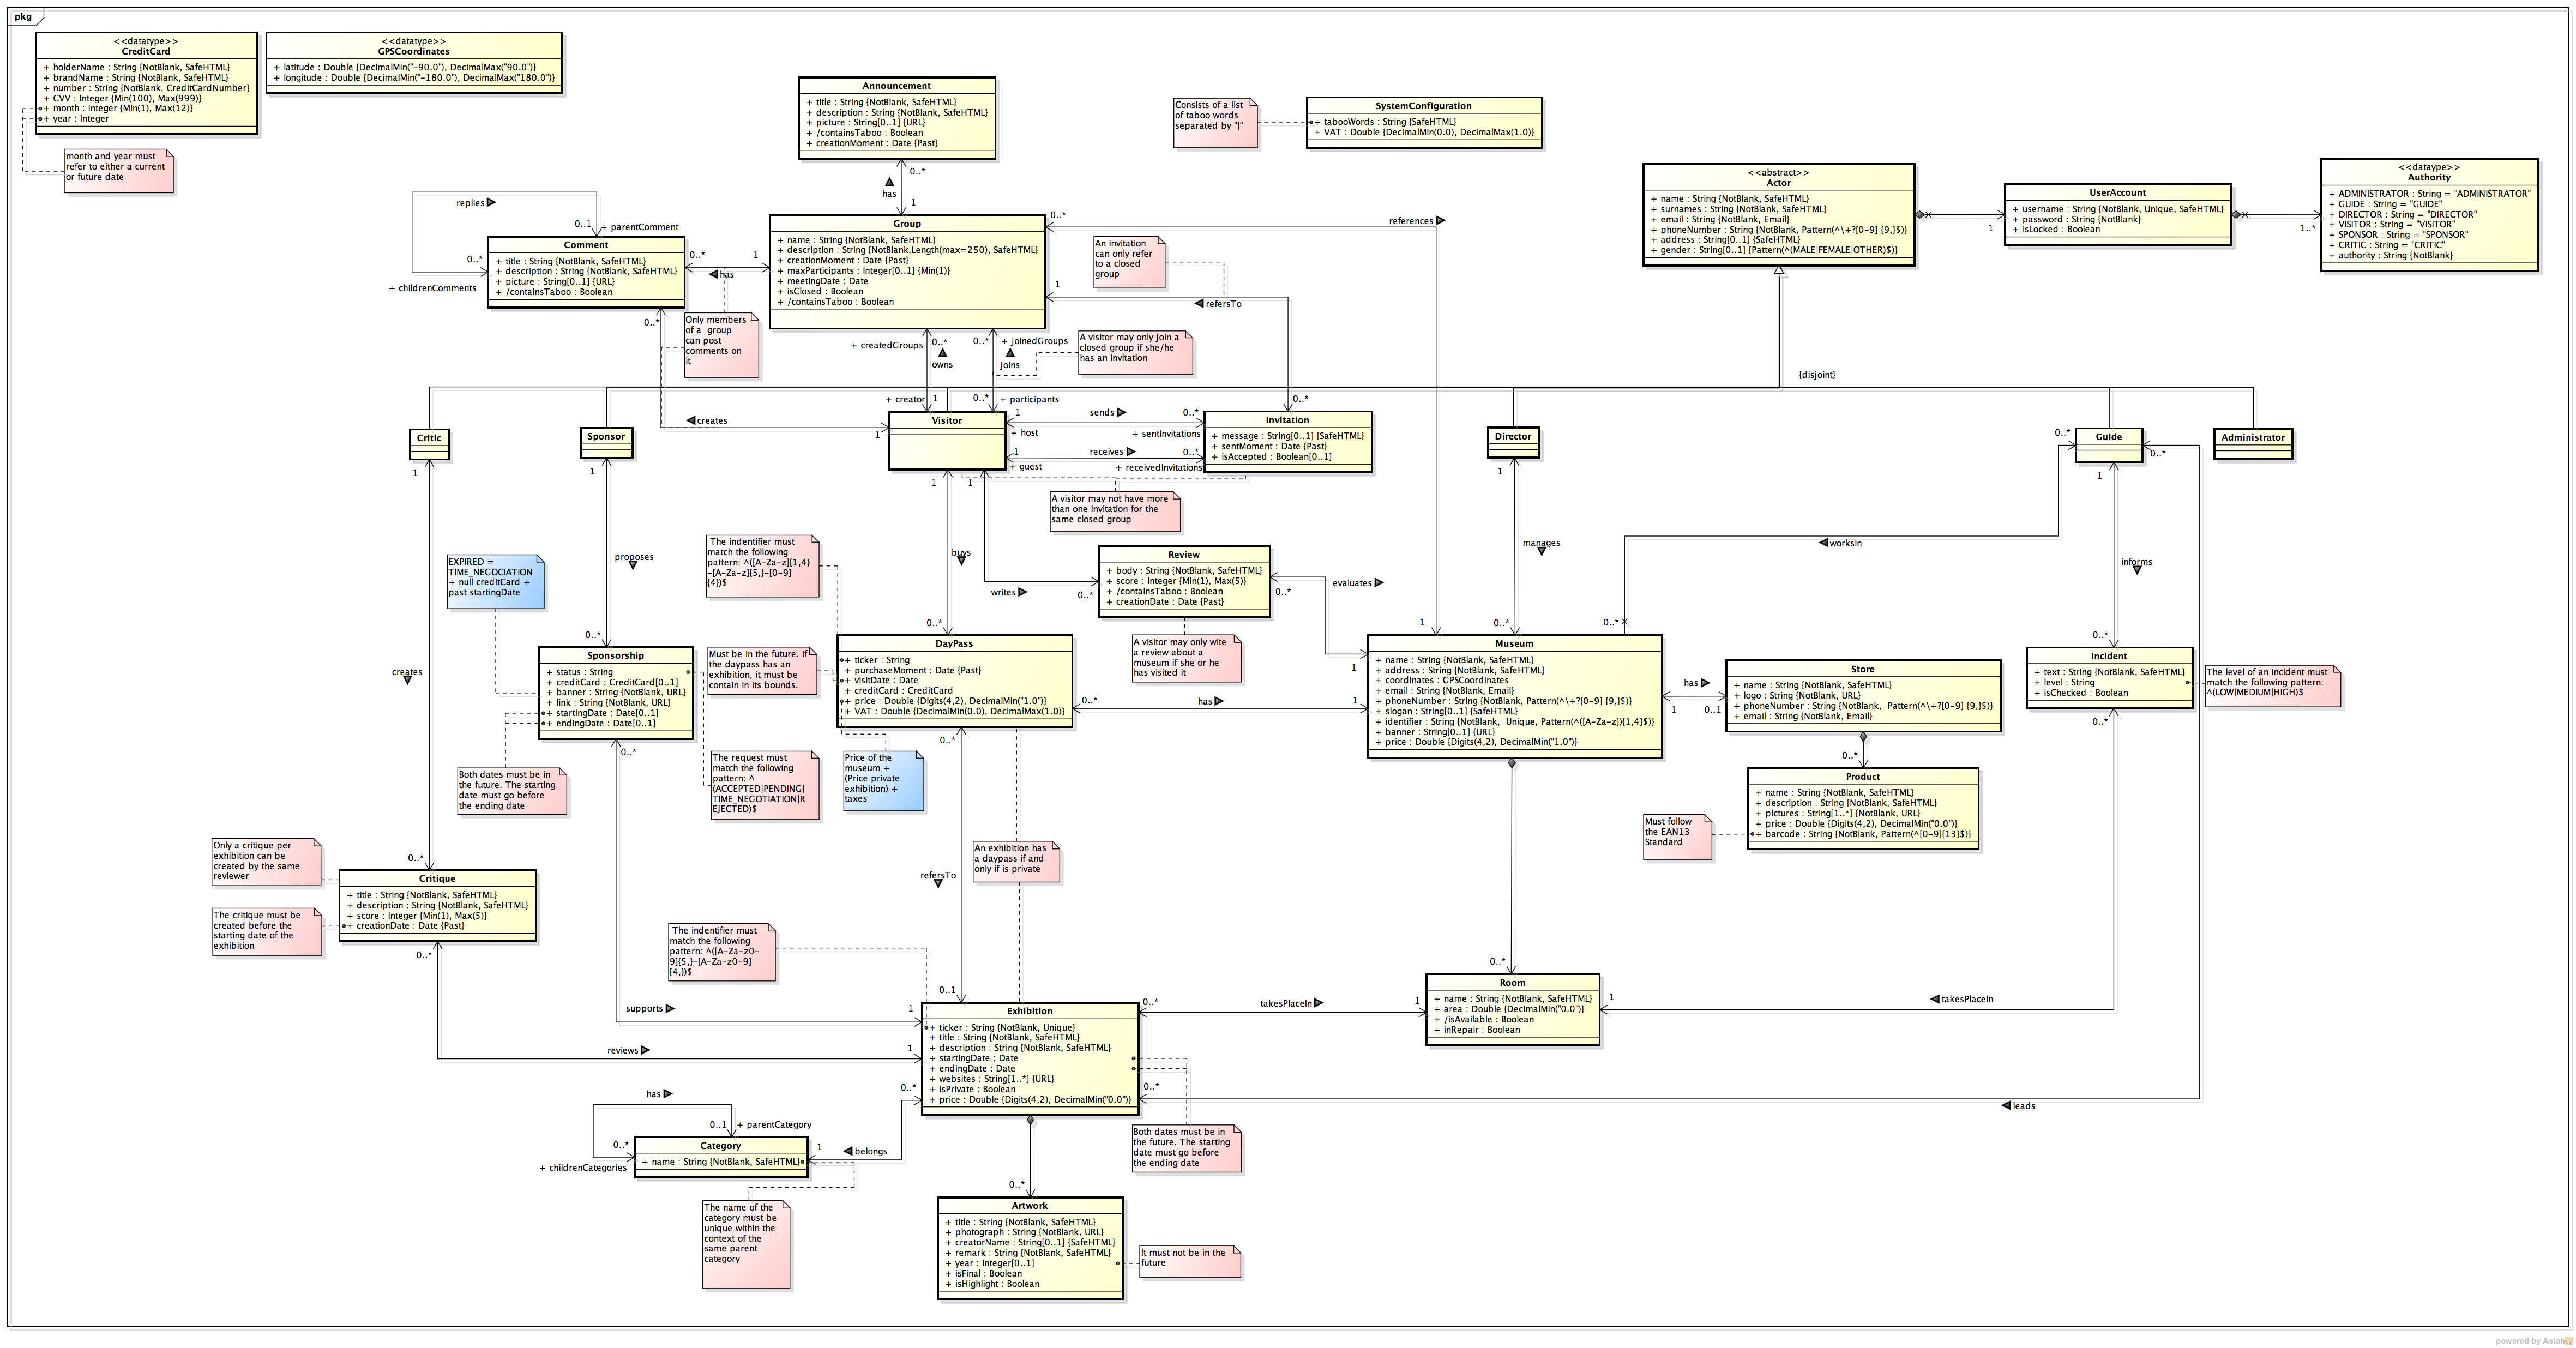 pkg
<<datatype>>
CreditCard
+ holderName : String {NotBlank, SafeHTML}
+ brandName : String {NotBlank, SafeHTML}
+ number : String {NotBlank, CreditCardNumber}
+ CVV : Integer {Min(100), Max(999)}
+ month : Integer {Min(1), Max(12)}
+ year : Integer
month and year must
refer to either a current
or future date
<<datatype>>
GPSCoordinates
+ latitude : Double {DecimalMin("-90.0"), DecimalMax("90.0")}
+ longitude : Double {DecimalMin("-180.0"), DecimalMax("180.0")}
Announcement
+ title : String {NotBlank, SafeHTML}
+ description : String {NotBlank, SafeHTML}
+ picture : String[0..1] {URL}
+ /containsTaboo : Boolean
+ creationMoment : Date {Past}
0..*
has
1
Consists of a list
of taboo words
separated by "|"
SystemConfiguration
+ tabooWords : String {SafeHTML}
+ VAT : Double {DecimalMin(0.0), DecimalMax(1.0)}
<<abstract>>
Actor
+ name : String {NotBlank, SafeHTML}
+ surnames : String {NotBlank, SafeHTML}
+ email : String {NotBlank, Email}
+ phoneNumber : String {NotBlank, Pattern(^\+?[0-9] {9,}$)}
+ address : String[0..1] {SafeHTML}
+ gender : String[0..1] {Pattern(^(MALE|FEMALE|OTHER)$)}
1
UserAccount
+ username : String {NotBlank, Unique, SafeHTML}
+ password : String {NotBlank}
+ isLocked : Boolean
1..*
<<dataype>>
Authority
+ ADMINISTRATOR : String = "ADMINISTRATOR"
+ GUIDE : String = "GUIDE"
+ DIRECTOR : String = "DIRECTOR"
+ VISITOR : String = "VISITOR"
+ SPONSOR : String = "SPONSOR"
+ CRITIC : String = "CRITIC"
+ authority : String {NotBlank}
replies
0..1
+ parentComment
0..*
+ childrenComments
Comment
+ title : String {NotBlank, SafeHTML}
+ description : String {NotBlank, SafeHTML}
+ picture : String[0..1] {URL}
+ /containsTaboo : Boolean
0..*
1
has
0..*
Only members
of a group
can post
comments on
it
Group
+ name : String {NotBlank, SafeHTML}
+ description : String {NotBlank,Length(max=250), SafeHTML}
+ creationMoment : Date {Past}
+ maxParticipants : Integer[0..1] {Min(1)}
+ meetingDate : Date
+ isClosed : Boolean
+ /containsTaboo : Boolean
0..*
references
An invitation
can only refer
to a closed
group
1
refersTo
A visitor may only join a
closed group if she/he
has an invitation
+ createdGroups
0..*
owns
0..*
+ joinedGroups
joins
{disjoint}
+ creator
1
0..*
+ participants
creates
1
Visitor
1
sends
0..*
+ host
+ sentInvitations
1
receives
0..*
+ guest
+ receivedInvitations
0..*
Invitation
+ message : String[0..1] {SafeHTML}
+ sentMoment : Date {Past}
+ isAccepted : Boolean[0..1]
A visitor may not have more
than one invitation for the
same closed group
Critic
1
Sponsor
1
Director
1
Guide
0..*
0..*
1
Administrator
1
1
EXPIRED =
TIME_NEGOCIATION
+ null creditCard +
past startingDate
proposes
0..*
The indentifier must
match the following
pattern: ^([A-Za-z]{1,4}
-[A-Za-z]{5,}-[0-9]
{4})$
buys
0..*
writes
0..*
Review
+ body : String {NotBlank, SafeHTML}
+ score : Integer {Min(1), Max(5)}
+ /containsTaboo : Boolean
+ creationDate : Date {Past}
0..*
evaluates
1
A visitor may only wite
a review about a
museum if she or he
has visited it
manages
0..*
1
worksIn
0..*
informs
0..*
creates
0..*
Sponsorship
+ status : String
+ creditCard : CreditCard[0..1]
+ banner : String {NotBlank, URL}
+ link : String {NotBlank, URL}
+ startingDate : Date[0..1]
+ endingDate : Date[0..1]
0..*
Both dates must be in
the future. The starting
date must go before
the ending date
Must be in the future. If
the daypass has an
exhibition, it must be
contain in its bounds.
The request must
match the following
pattern: ^
(ACCEPTED|PENDING|
TIME_NEGOTIATION|R
EJECTED)$
DayPass
+ ticker : String
+ purchaseMoment : Date {Past}
+ visitDate : Date
+ creditCard : CreditCard
+ price : Double {Digits(4,2), DecimalMin("1.0")}
+ VAT : Double {DecimalMin(0.0), DecimalMax(1.0)}
0..*
has
1
0..*
Price of the
museum +
(Price private
exhibition) +
taxes
Museum
+ name : String {NotBlank, SafeHTML}
+ address : String {NotBlank, SafeHTML}
+ coordinates : GPSCoordinates
+ email : String {NotBlank, Email}
+ phoneNumber : String {NotBlank, Pattern(^\+?[0-9] {9,}$)}
+ slogan : String[0..1] {SafeHTML}
+ identifier : String {NotBlank, Unique, Pattern(^([A-Za-z]){1,4}$)}
+ banner : String[0..1] {URL}
+ price : Double {Digits(4,2), DecimalMin("1.0")}
has
1
0..1
Store
+ name : String {NotBlank, SafeHTML}
+ logo : String {NotBlank, URL}
+ phoneNumber : String {NotBlank, Pattern(^\+?[0-9] {9,}$)}
+ email : String {NotBlank, Email}
0..*
Product
+ name : String {NotBlank, SafeHTML}
+ description : String {NotBlank, SafeHTML}
+ pictures : String[1..*] {NotBlank, URL}
+ price : Double {Digits(4,2), DecimalMin("0.0")}
+ barcode : String {NotBlank, Pattern(^[0-9]{13}$)}
Must follow
the EAN13
Standard
Incident
+ text : String {NotBlank, SafeHTML}
+ level : String
+ isChecked : Boolean
0..*
The level of an incident must
match the following pattern:
^(LOW|MEDIUM|HIGH)$
Only a critique per
exhibition can be
created by the same
reviewer
The critique must be
created before the
starting date of the
exhibition
Critique
+ title : String {NotBlank, SafeHTML}
+ description : String {NotBlank, SafeHTML}
+ score : Integer {Min(1), Max(5)}
+ creationDate : Date {Past}
0..*
An exhibition has
a daypass if and
only if is private
refersTo
0..1
The indentifier must
match the following
pattern: ^([A-Za-z0-
9]{5,}-[A-Za-z0-9]
{4,})$
supports
1
reviews
1
Exhibition
+ ticker : String {NotBlank, Unique}
+ title : String {NotBlank, SafeHTML}
+ description : String {NotBlank, SafeHTML}
+ startingDate : Date
+ endingDate : Date
+ websites : String[1..*] {URL}
+ isPrivate : Boolean
+ price : Double {Digits(4,2), DecimalMin("0.0")}
0..*
takesPlaceIn
1
0..*
Room
+ name : String {NotBlank, SafeHTML}
+ area : Double {DecimalMin("0.0")}
+ /isAvailable : Boolean
+ inRepair : Boolean
1
takesPlaceIn
0..*
leads
Both dates must be in
the future. The starting
date must go before
the ending date
has
0..1
+ parentCategory
0..*
+ childrenCategories
Category
+ name : String {NotBlank, SafeHTML}
1
belongs
0..*
The name of the
category must be
unique within the
context of the
same parent
category
0..*
Artwork
+ title : String {NotBlank, SafeHTML}
+ photograph : String {NotBlank, URL}
+ creatorName : String[0..1] {SafeHTML}
+ remark : String {NotBlank, SafeHTML}
+ year : Integer[0..1]
+ isFinal : Boolean
+ isHighlight : Boolean
It must not be in the
future
powered by Astah